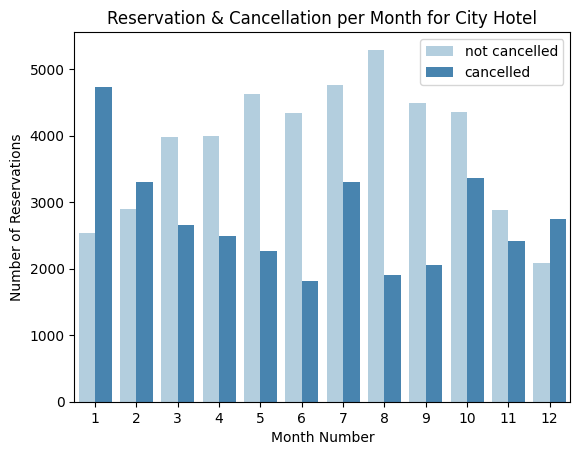 Reservation & Cancellation per Month for City Hotel
not cancelled
cancelled
Number of Reservations
5000
4000
3000
2000
1000
0
1 2 3 4 5 6 7 8 9 10 11 12
Month Number